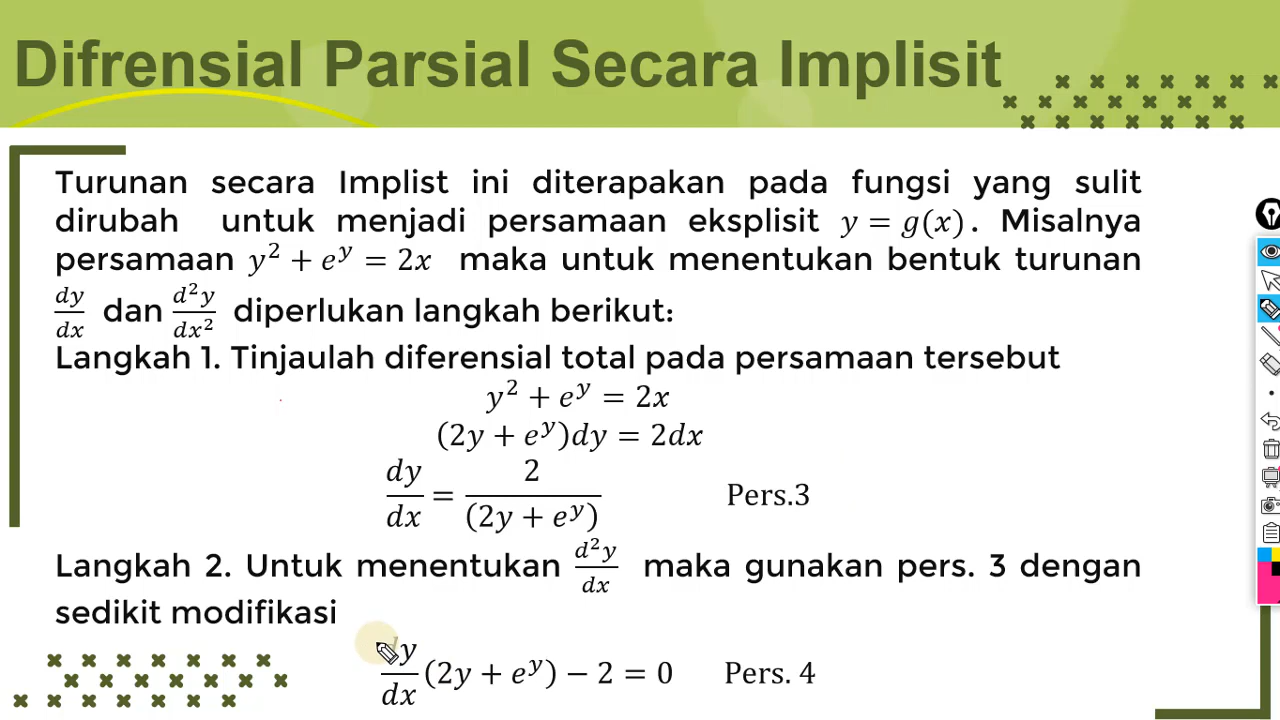 Difrensial Parsial Secara Implisit
Turunan secara Implist ini diterapakan pada fungsi yang sulit
dirubah untuk menjadi persamaan eksplisit y = g(x). Misalnya
persamaan y² + e^y = 2x maka untuk menentukan bentuk turunan
dy/dx dan d²y/dx² diperlukan langkah berikut:
Langkah 1. Tinjaulah diferensial total pada persamaan tersebut
y² + e^y = 2x
(2y + e^y)dy = 2dx
dy/dx = 2/(2y + e^y) Pers.3
Langkah 2. Untuk menentukan d²y/dx maka gunakan pers. 3 dengan
sedikit modifikasi
dy/dx (2y + e^y) − 2 = 0 Pers. 4